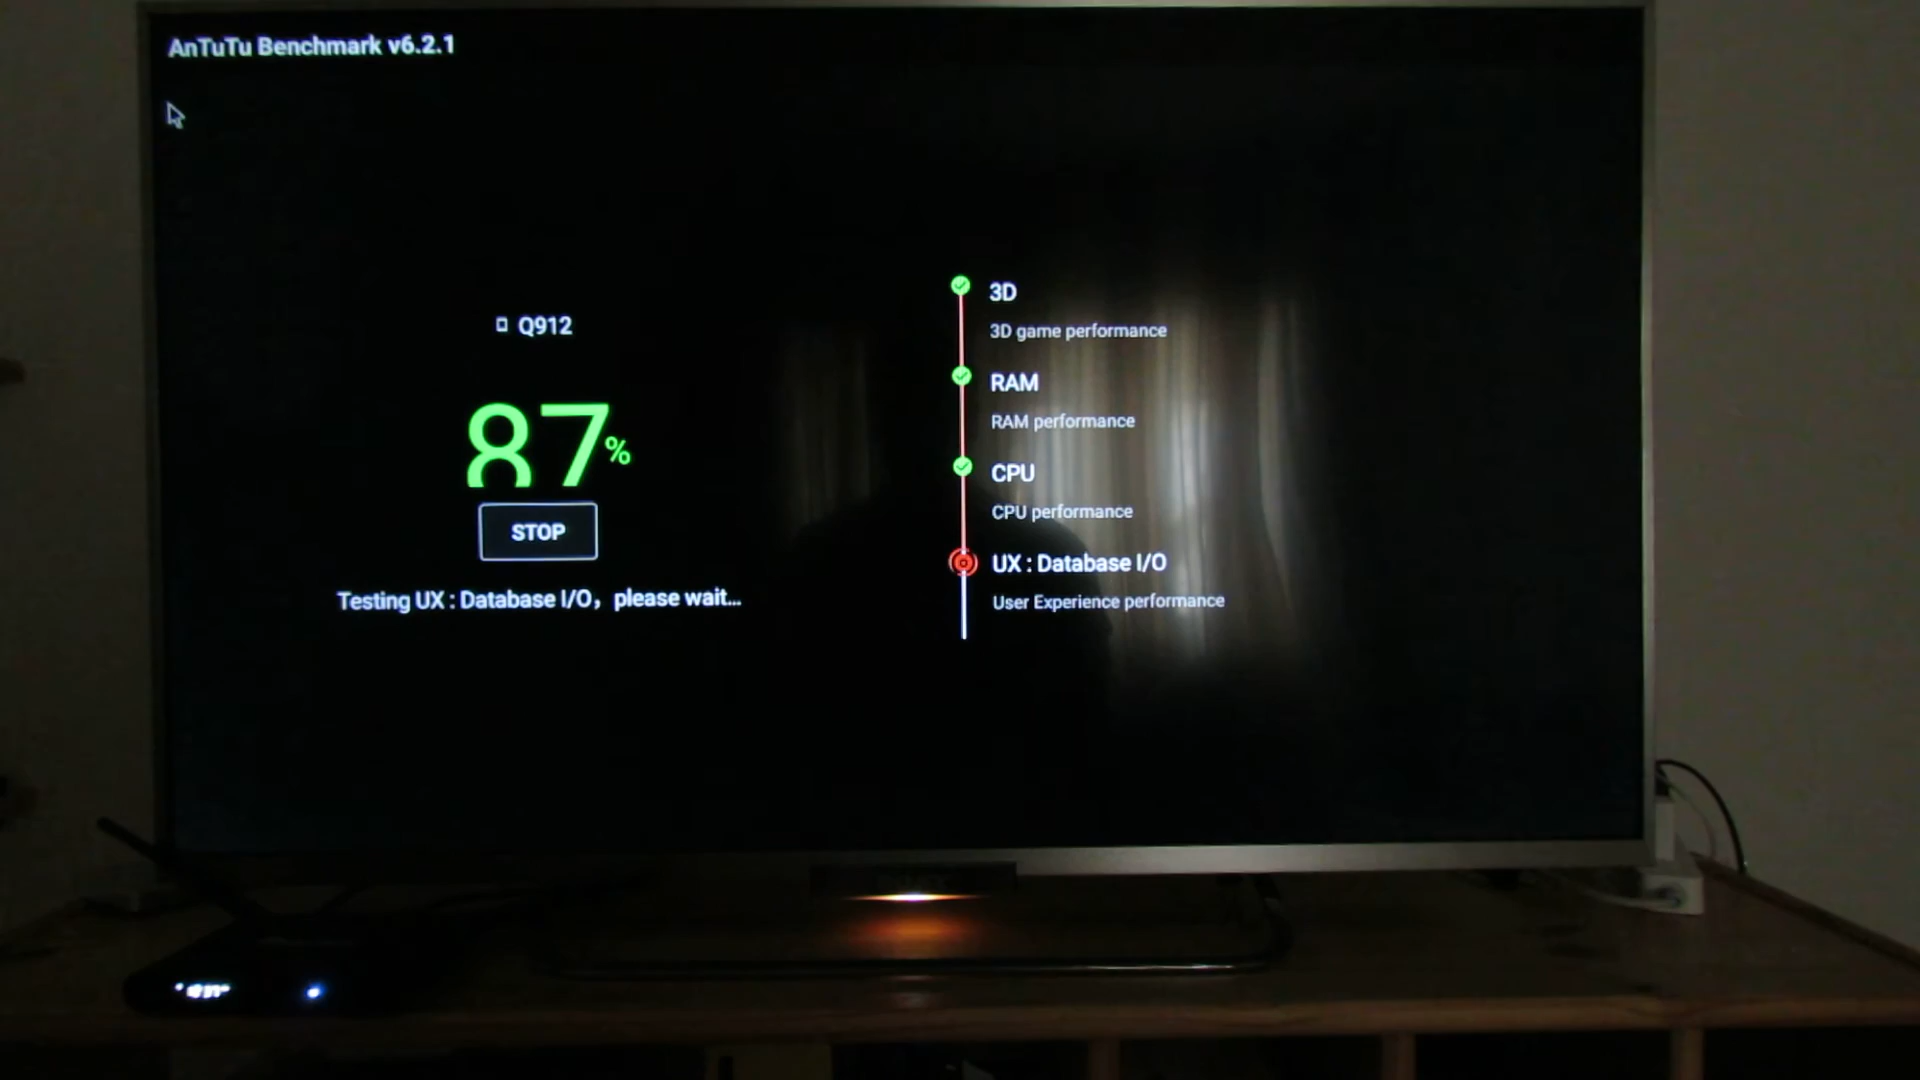 AnTuTu Benchmark v6.2.1
Q912
87%
STOP
Testing UX : Database I/O，please wait...
3D
3D game performance
RAM
RAM performance
CPU
CPU performance
UX : Database I/O
User Experience performance